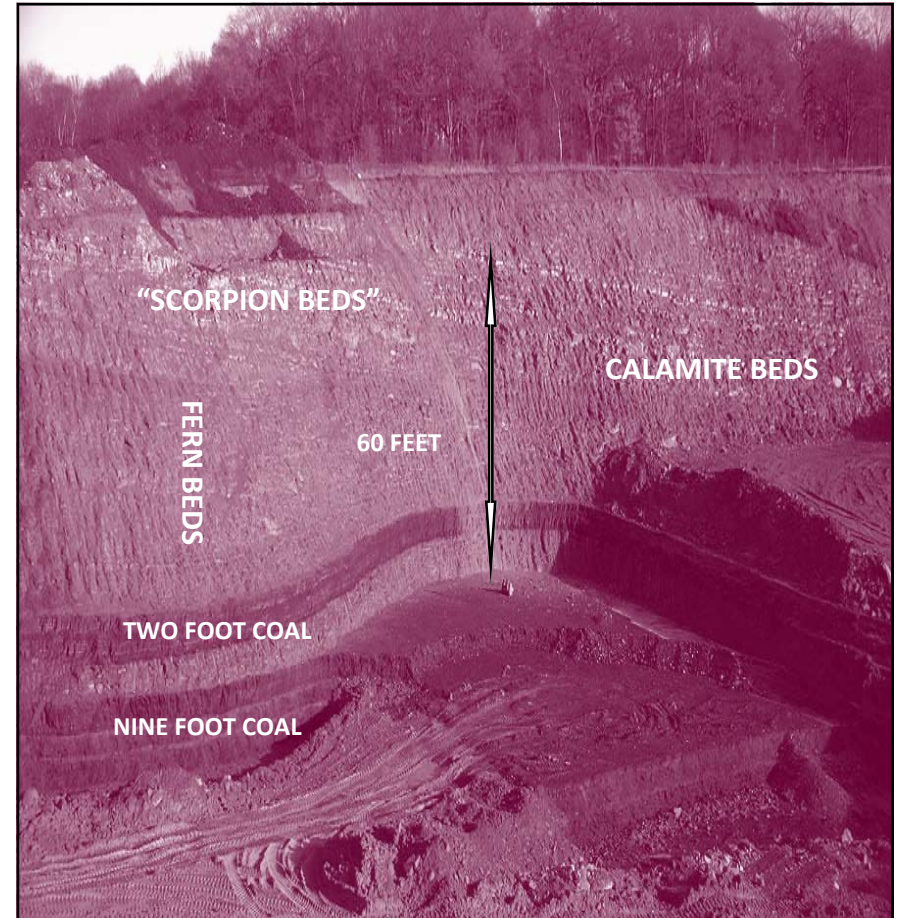 “SCORPION BEDS”
CALAMITE BEDS
FERN BEDS
60 FEET
TWO FOOT COAL
NINE FOOT COAL